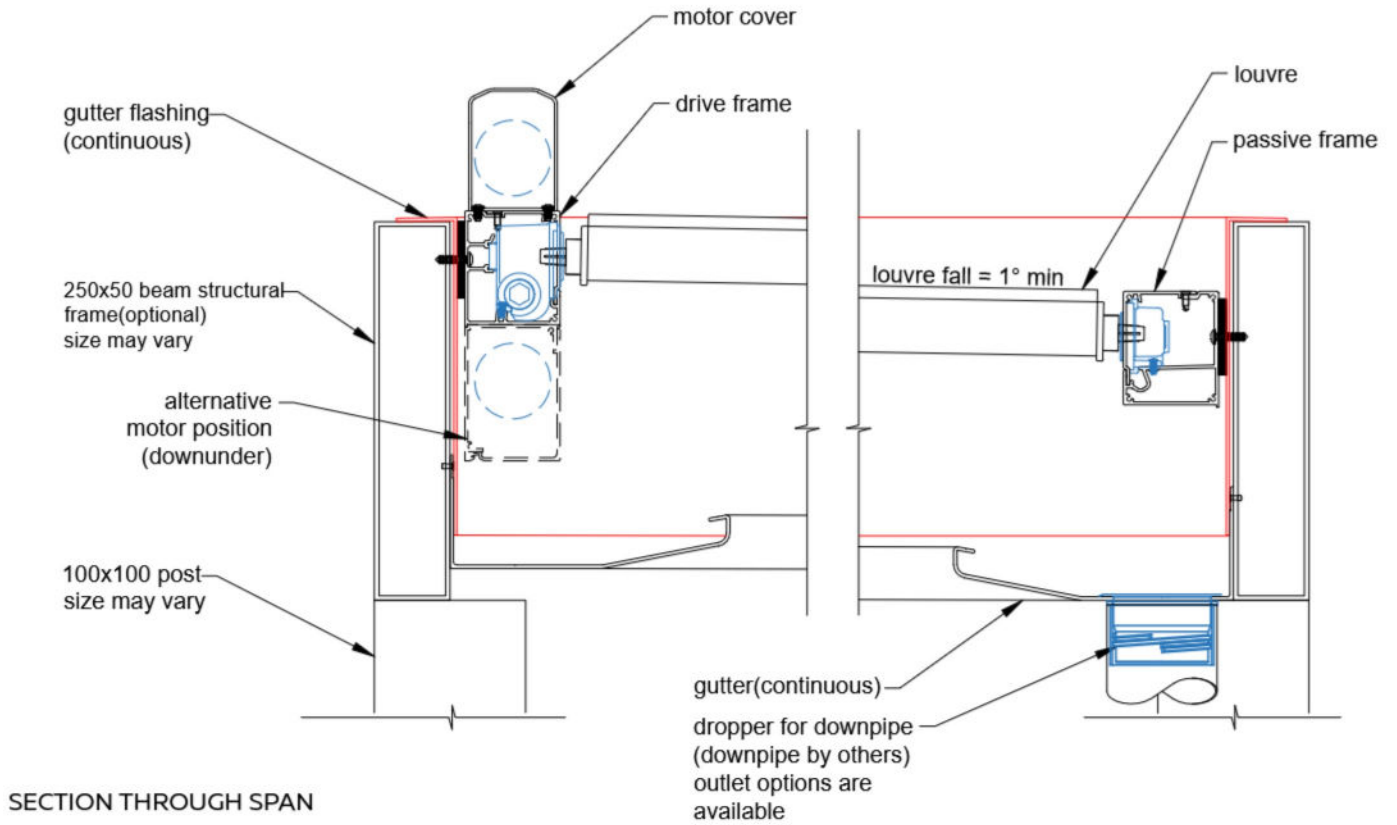 motor cover
gutter flashing
(continuous)
drive frame
louvre
passive frame
louvre fall = 1° min
250x50 beam structural
frame(optional)
size may vary
alternative
motor position
(downunder)
100x100 post
size may vary
gutter(continuous)
dropper for downpipe
(downpipe by others)
outlet options are
available
SECTION THROUGH SPAN